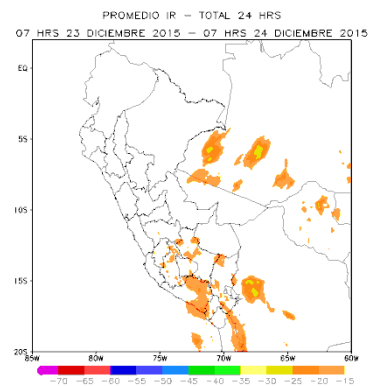 PROMEDIO IR – TOTAL 24 HRS
07 HRS 23 DICIEMBRE 2015 – 07 HRS 24 DICIEMBRE 2015
EQ
5S
10S
15S
20S
85W 80W 75W 70W 65W 60W
-70 -65 -60 -55 -50 -45 -40 -35 -30 -25 -20 -15